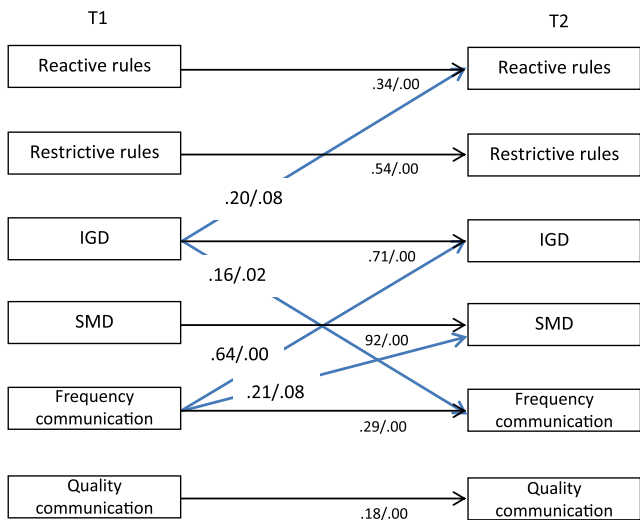 T1
T2
Reactive rules
Reactive rules
.34/.00
Restrictive rules
Restrictive rules
.54/.00
.20/.08
IGD
IGD
.71/.00
.16/.02
SMD
SMD
92/.00
.64/.00
.21/.08
Frequency
communication
Frequency
communication
.29/.00
Quality
communication
Quality
communication
.18/.00